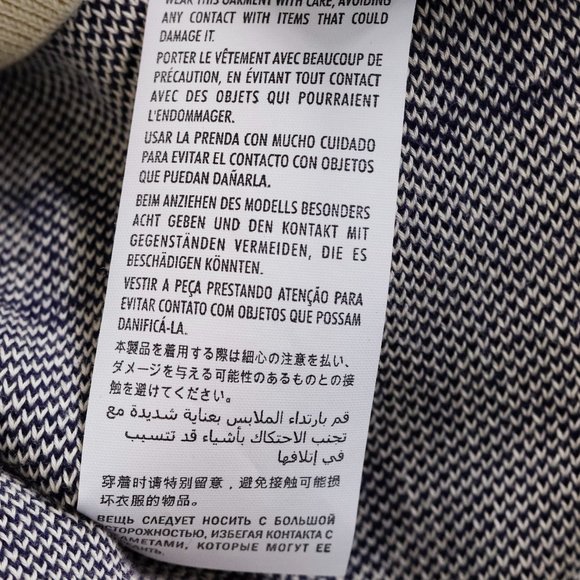 WEAR THIS GARMENT WITH CARE, AVOIDING
ANY CONTACT WITH ITEMS THAT COULD
DAMAGE IT.
PORTER LE VÊTEMENT AVEC BEAUCOUP DE
PRÉCAUTION, EN ÉVITANT TOUT CONTACT
AVEC DES OBJETS QUI POURRAIENT
L'ENDOMMAGER.
USAR LA PRENDA CON MUCHO CUIDADO
PARA EVITAR EL CONTACTO CON OBJETOS
QUE PUEDAN DAÑARLA.
BEIM ANZIEHEN DES MODELLS BESONDERS
ACHT GEBEN UND DEN KONTAKT MIT
GEGENSTÄNDEN VERMEIDEN, DIE ES
BESCHÄDIGEN KÖNNTEN.
VESTIR A PEÇA PRESTANDO ATENÇÃO PARA
EVITAR CONTATO COM OBJETOS QUE POSSAM
DANIFICÁ-LA.
本製品を着用する際は細心の注意を払い、
ダメージを与える可能性のあるものとの接
触を避けてください。
قم بارتداء الملابس بعناية شديدة مع
تجنب الاحتكاك بأشياء قد تتسبب
في إتلافها
穿着时请特别留意，避免接触可能损
坏衣服的物品。
ВЕЩЬ СЛЕДУЕТ НОСИТЬ С БОЛЬШОЙ
ОСТОРОЖНОСТЬЮ, ИЗБЕГАЯ КОНТАКТА С
КОТОРЫЕ МОГУТ ЕЕ